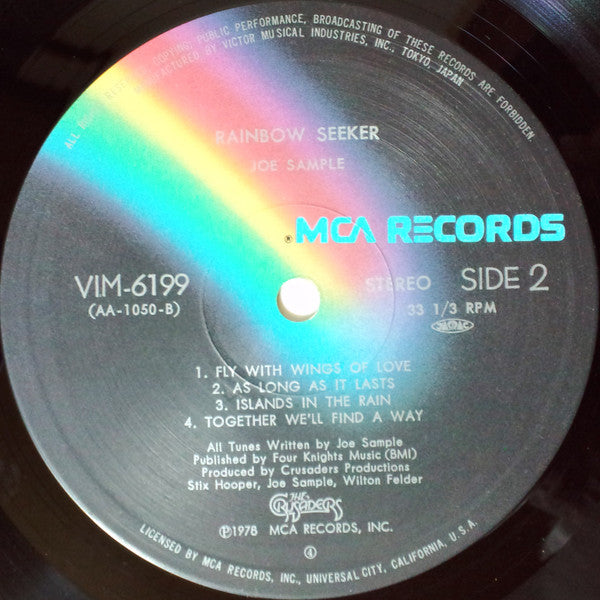 ALL RIGHTS RESERVED. COPYING, PUBLIC PERFORMANCE, BROADCASTING OF THESE RECORDS ARE FORBIDDEN.
MANUFACTURED BY VICTOR MUSICAL INDUSTRIES, INC., TOKYO, JAPAN
RAINBOW SEEKER
JOE SAMPLE
® MCA RECORDS
VIM-6199
(AA-1050-B)
STEREO SIDE 2
33 1/3 RPM
JASRAC
1. FLY WITH WINGS OF LOVE
2. AS LONG AS IT LASTS
3. ISLANDS IN THE RAIN
4. TOGETHER WE'LL FIND A WAY
All Tunes Written by Joe Sample
Published by Four Knights Music (BMI)
Produced by Crusaders Productions
Stix Hooper, Joe Sample, Wilton Felder
THE CRUSADERS
℗1978 MCA RECORDS, INC.
④
LICENSED BY MCA RECORDS, INC., UNIVERSAL CITY, CALIFORNIA, U.S.A.